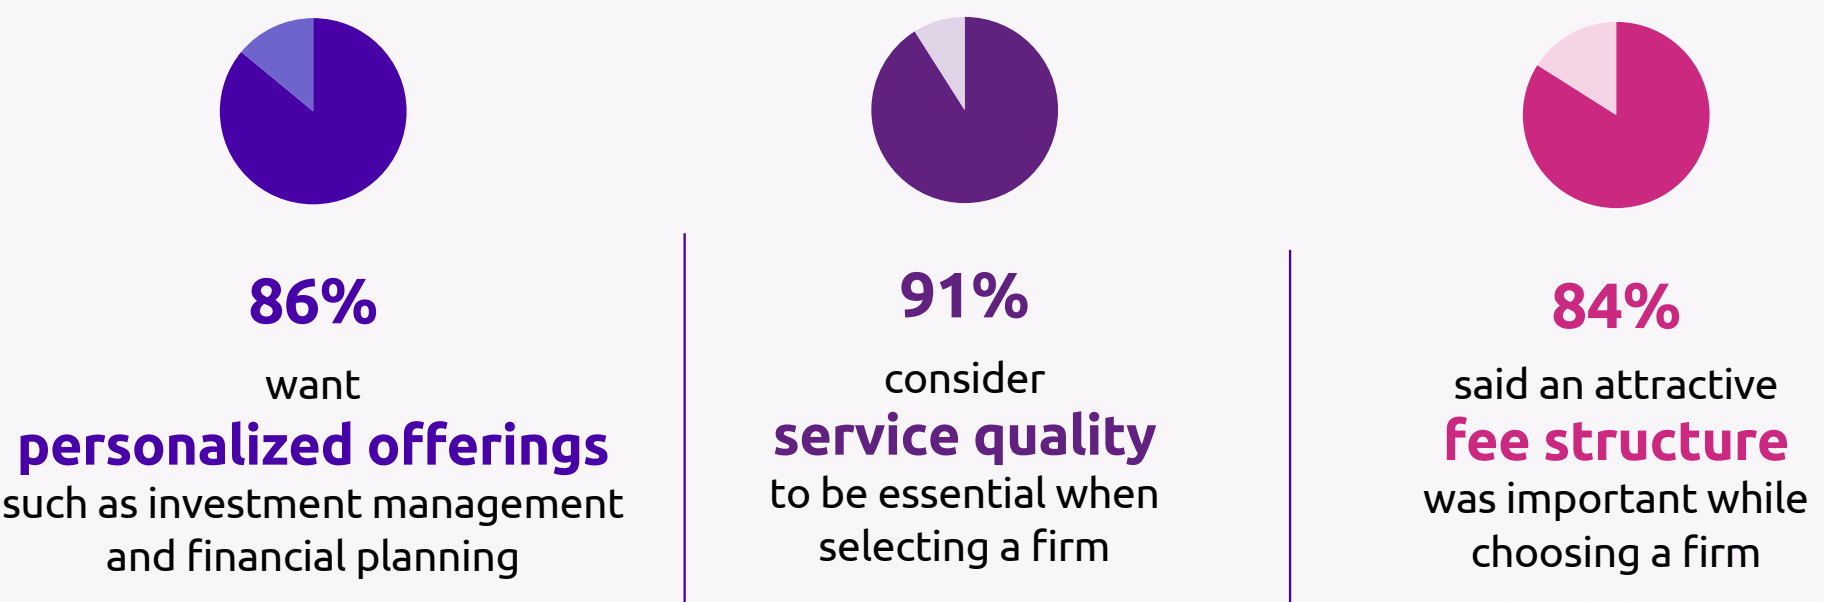 86%
want
personalized offerings
such as investment management
and financial planning
91%
consider
service quality
to be essential when
selecting a firm
84%
said an attractive
fee structure
was important while
choosing a firm